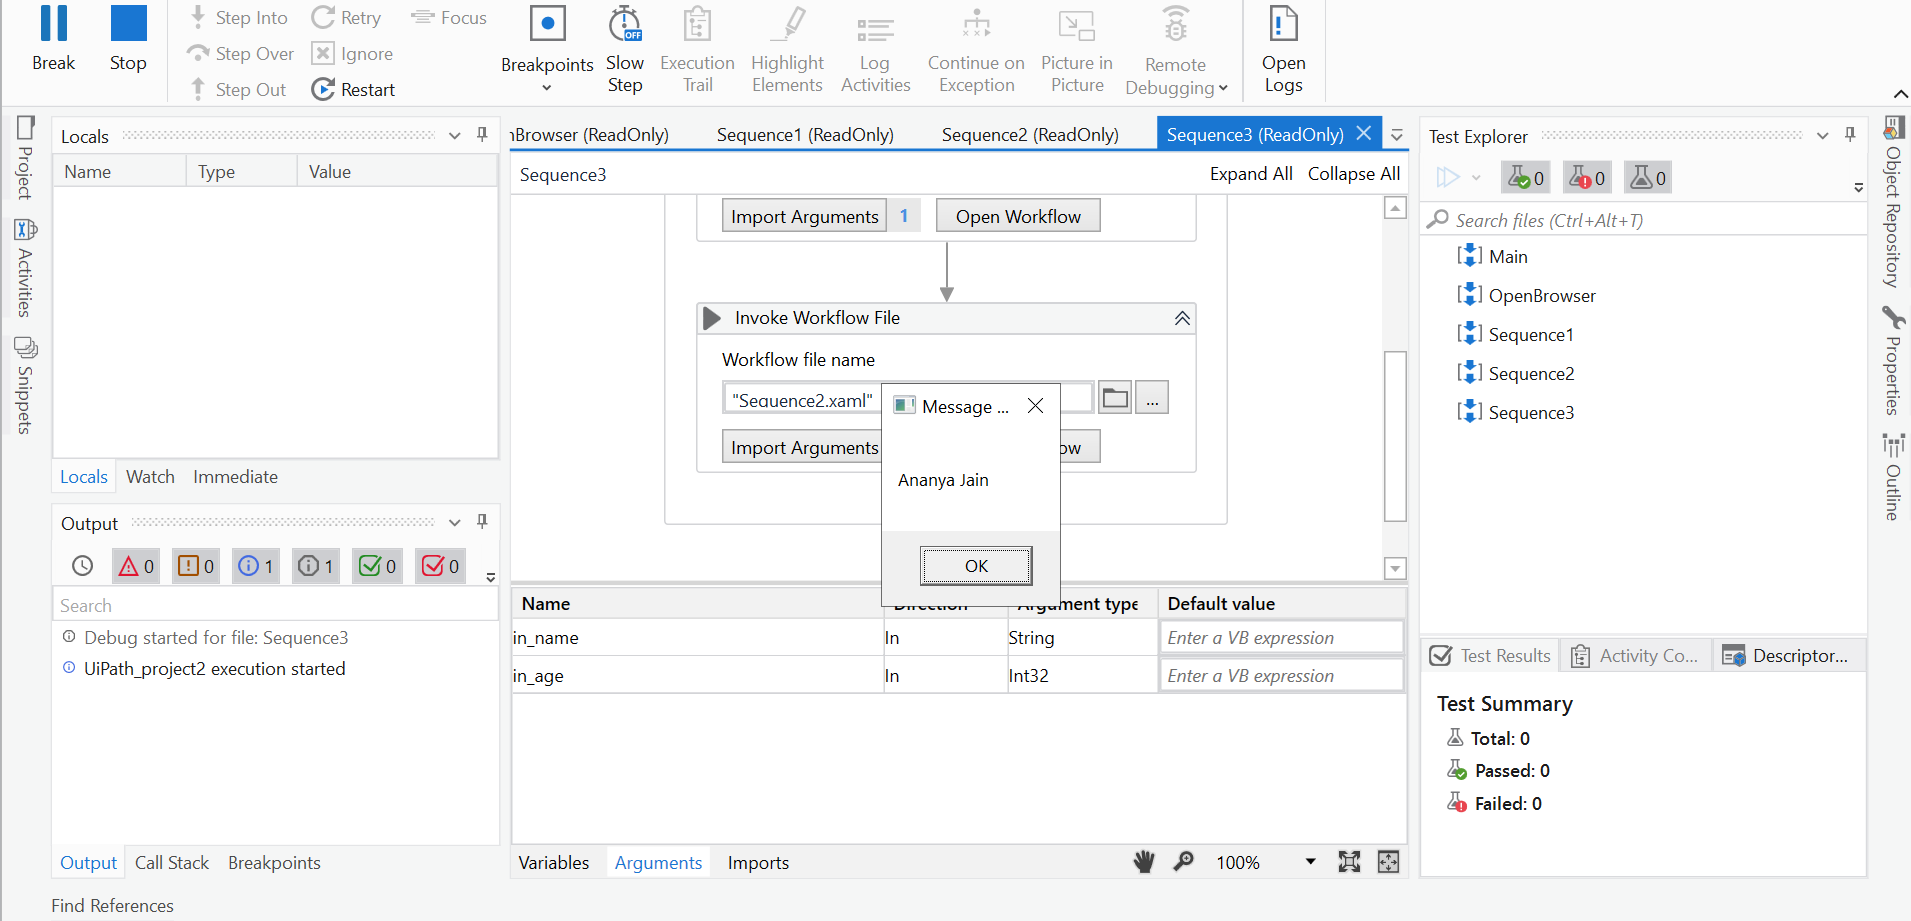 Break
Stop
Step Into
Step Over
Step Out
Retry
Ignore
Restart
Focus
Breakpoints
Slow
Step
OFF
Execution
Trail
Highlight
Elements
Log
Activities
Continue on
Exception
Picture in
Picture
Remote
Debugging
Open
Logs
Project
Activities
Snippets
Locals
Name Type Value
Locals Watch Immediate
Output
0 0 1 1 0 0
Search
Debug started for file: Sequence3
UiPath_project2 execution started
Output Call Stack Breakpoints
Find References
nBrowser (ReadOnly) Sequence1 (ReadOnly) Sequence2 (ReadOnly) Sequence3 (ReadOnly)
Sequence3 Expand All Collapse All
Import Arguments 1 Open Workflow
Invoke Workflow File
Workflow file name
"Sequence2.xaml" ...
Import Arguments ow
Message ...
Ananya Jain
OK
Name Direction Argument type Default value
in_name In String Enter a VB expression
in_age In Int32 Enter a VB expression
Variables Arguments Imports 100%
Test Explorer
0 0 0
Search files (Ctrl+Alt+T)
Main
OpenBrowser
Sequence1
Sequence2
Sequence3
Test Results Activity Co... Descriptor...
Test Summary
Total: 0
Passed: 0
Failed: 0
Object Repository
Properties
Outline